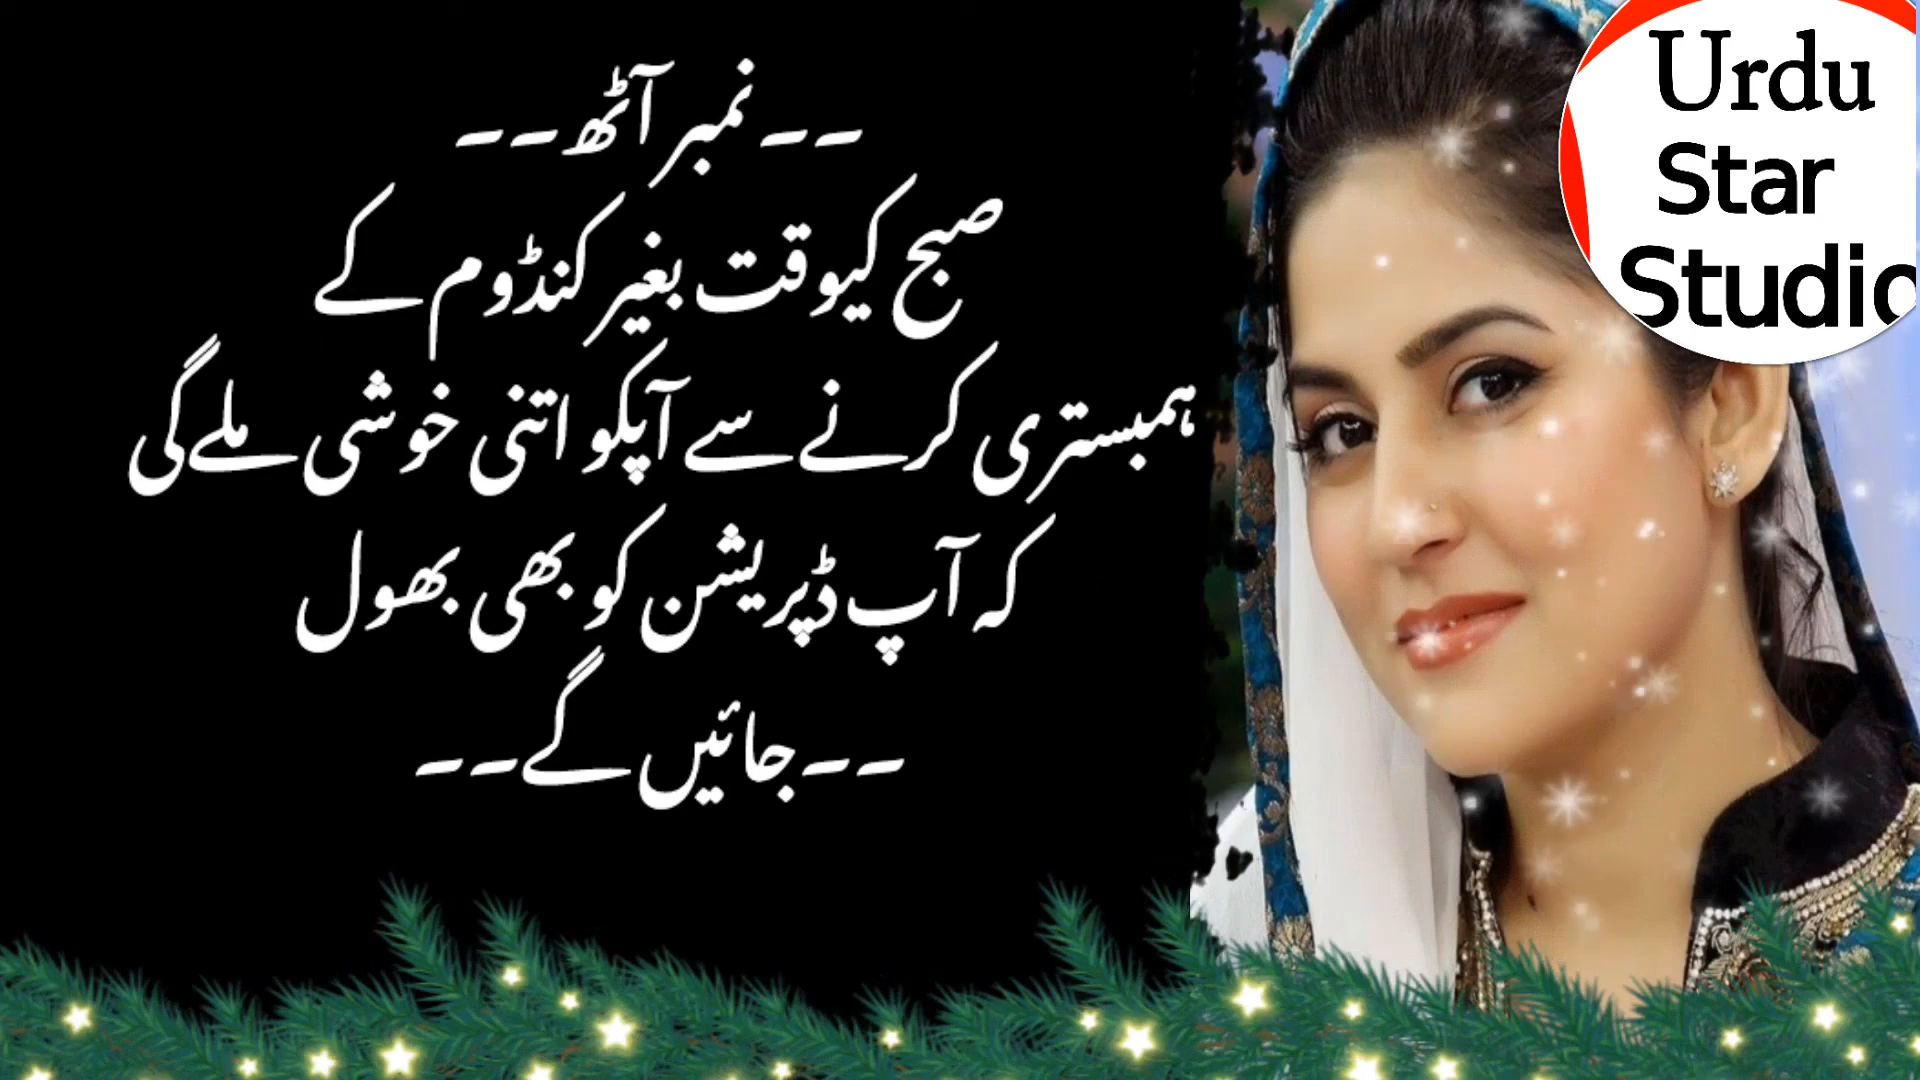 --نمبر آٹھ--
صبح کیوقت بغیر کنڈوم کے
ہمبستری کرنے سے آپکو اتنی خوشی ملے گی
کہ آپ ڈپریشن کو بھی بھول
--جائیں گے--
Urdu
Star
Studio